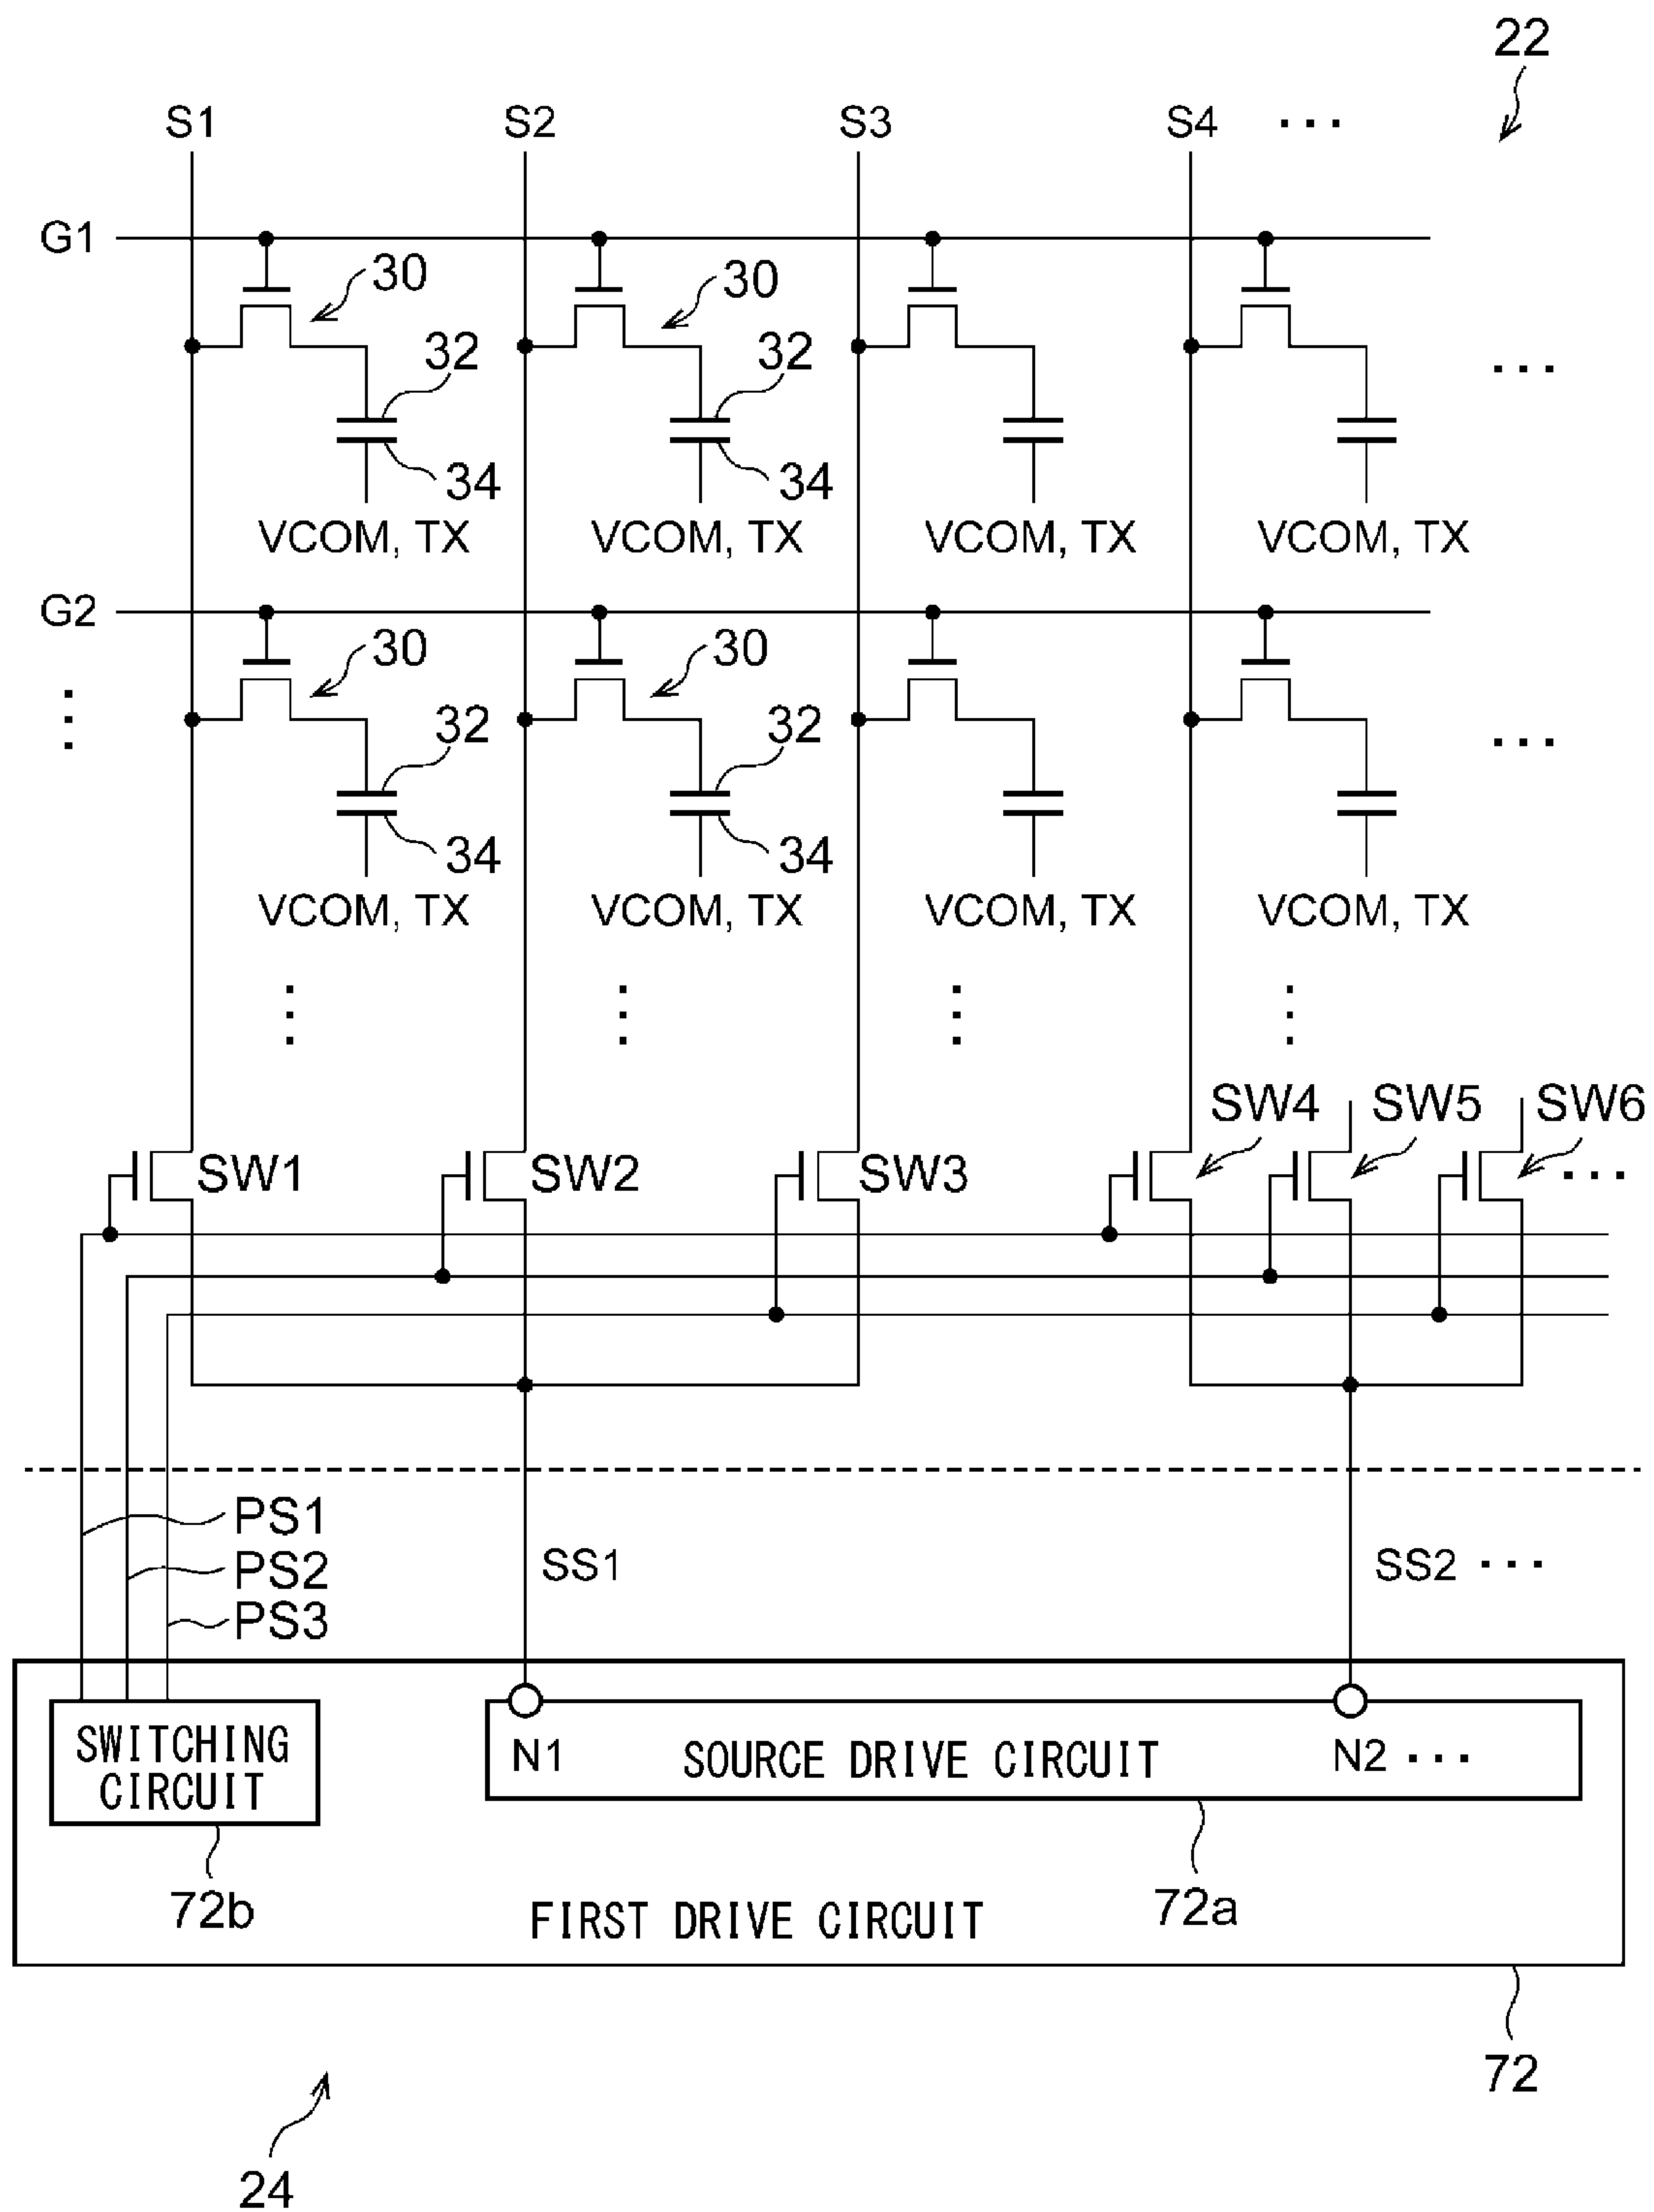 22
S1 S2 S3 S4 ···
G1
30 30
32 32 ···
34 34
VCOM, TX VCOM, TX VCOM, TX VCOM, TX
G2
30 30
32 32 ···
34 34
VCOM, TX VCOM, TX VCOM, TX VCOM, TX
SW4 SW5 SW6
SW1 SW2 SW3 ···
PS1
PS2 SS1 SS2 ···
PS3
SWITCHING
CIRCUIT
N1 SOURCE DRIVE CIRCUIT N2 ···
72b 72a
FIRST DRIVE CIRCUIT
72
24